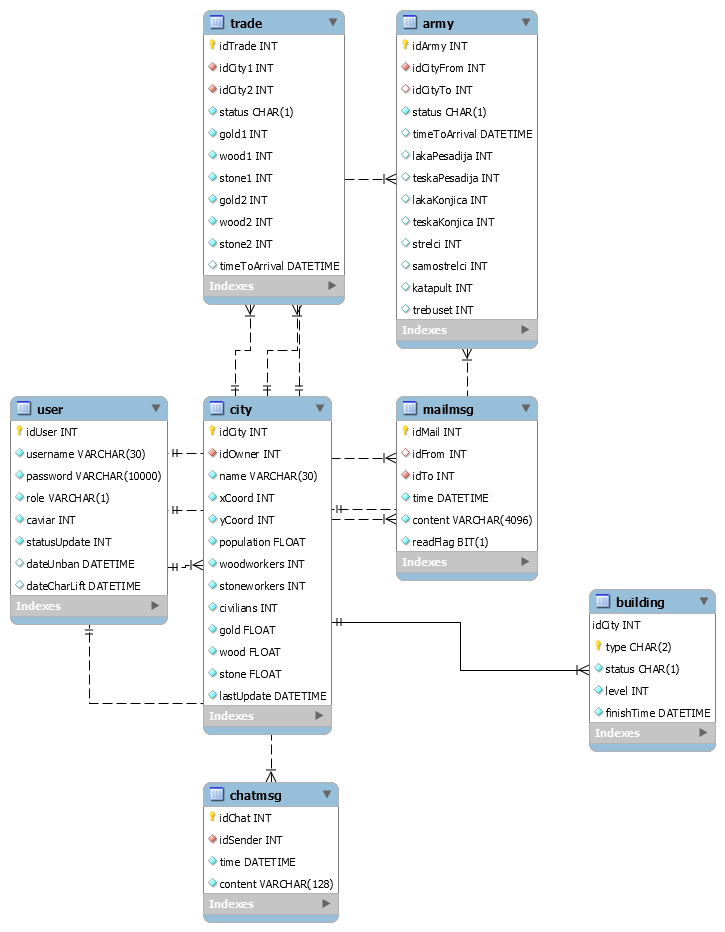 trade
idTrade INT
idCity1 INT
idCity2 INT
status CHAR(1)
gold1 INT
wood1 INT
stone1 INT
gold2 INT
wood2 INT
stone2 INT
timeToArrival DATETIME
Indexes
army
idArmy INT
idCityFrom INT
idCityTo INT
status CHAR(1)
timeToArrival DATETIME
lakaPesadija INT
teskaPesadija INT
lakaKonjica INT
teskaKonjica INT
strelci INT
samostrelci INT
katapult INT
trebuset INT
Indexes
user
idUser INT
username VARCHAR(30)
password VARCHAR(10000)
role VARCHAR(1)
caviar INT
statusUpdate INT
dateUnban DATETIME
dateCharLift DATETIME
Indexes
city
idCity INT
idOwner INT
name VARCHAR(30)
xCoord INT
yCoord INT
population FLOAT
woodworkers INT
stoneworkers INT
civilians INT
gold FLOAT
wood FLOAT
stone FLOAT
lastUpdate DATETIME
Indexes
mailmsg
idMail INT
idFrom INT
idTo INT
time DATETIME
content VARCHAR(4096)
readFlag BIT(1)
Indexes
building
idCity INT
type CHAR(2)
status CHAR(1)
level INT
finishTime DATETIME
Indexes
chatmsg
idChat INT
idSender INT
time DATETIME
content VARCHAR(128)
Indexes